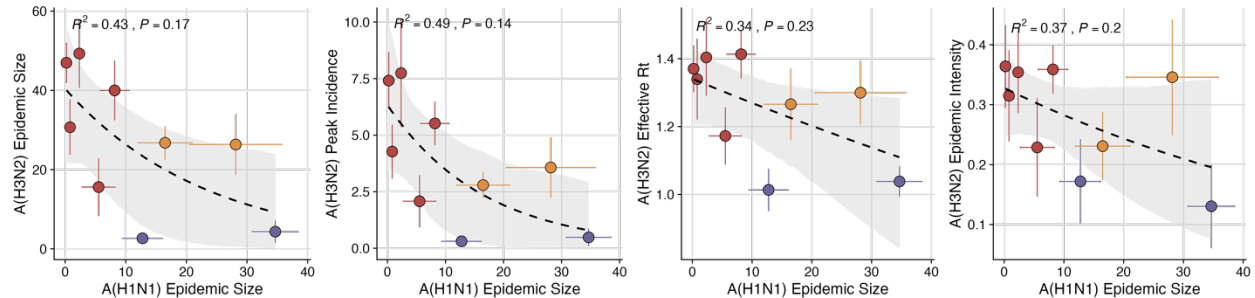 R² = 0.43 , P = 0.17
A(H3N2) Epidemic Size
60
40
20
0
0 10 20 30 40
A(H1N1) Epidemic Size
R² = 0.49 , P = 0.14
A(H3N2) Peak Incidence
10.0
7.5
5.0
2.5
0.0
0 10 20 30 40
A(H1N1) Epidemic Size
R² = 0.34 , P = 0.23
A(H3N2) Effective Rt
1.4
1.2
1.0
0 10 20 30 40
A(H1N1) Epidemic Size
R² = 0.37 , P = 0.2
A(H3N2) Epidemic Intensity
0.4
0.3
0.2
0.1
0 10 20 30 40
A(H1N1) Epidemic Size